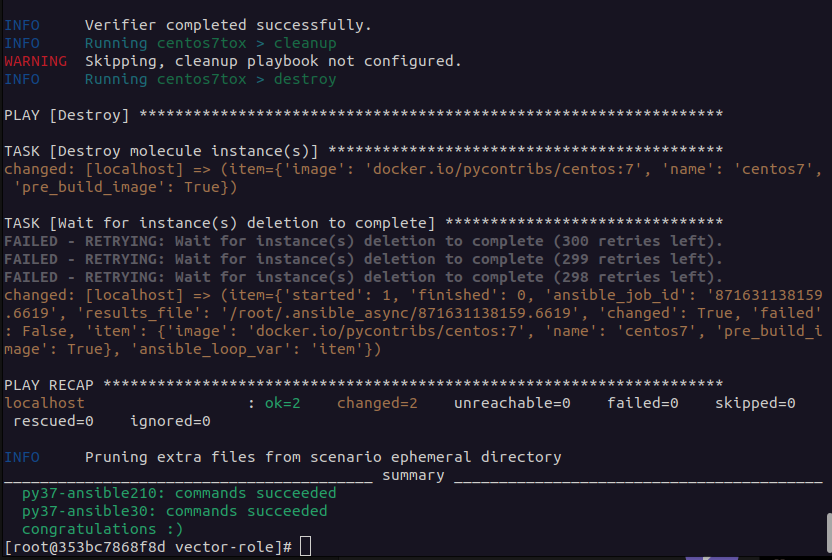 INFO     Verifier completed successfully.
INFO     Running centos7tox > cleanup
WARNING  Skipping, cleanup playbook not configured.
INFO     Running centos7tox > destroy
PLAY [Destroy] *****************************************************************
TASK [Destroy molecule instance(s)] ********************************************
changed: [localhost] => (item={'image': 'docker.io/pycontribs/centos:7', 'name': 'centos7',
 'pre_build_image': True})
TASK [Wait for instance(s) deletion to complete] *******************************
FAILED - RETRYING: Wait for instance(s) deletion to complete (300 retries left).
FAILED - RETRYING: Wait for instance(s) deletion to complete (299 retries left).
FAILED - RETRYING: Wait for instance(s) deletion to complete (298 retries left).
changed: [localhost] => (item={'started': 1, 'finished': 0, 'ansible_job_id': '871631138159
.6619', 'results_file': '/root/.ansible_async/871631138159.6619', 'changed': True, 'failed'
: False, 'item': {'image': 'docker.io/pycontribs/centos:7', 'name': 'centos7', 'pre_build_i
mage': True}, 'ansible_loop_var': 'item'})
PLAY RECAP *********************************************************************
localhost                  : ok=2    changed=2    unreachable=0    failed=0    skipped=0
 rescued=0    ignored=0
INFO     Pruning extra files from scenario ephemeral directory
_________________________________________ summary _________________________________________
  py37-ansible210: commands succeeded
  py37-ansible30: commands succeeded
  congratulations :)
[root@353bc7868f8d vector-role]#